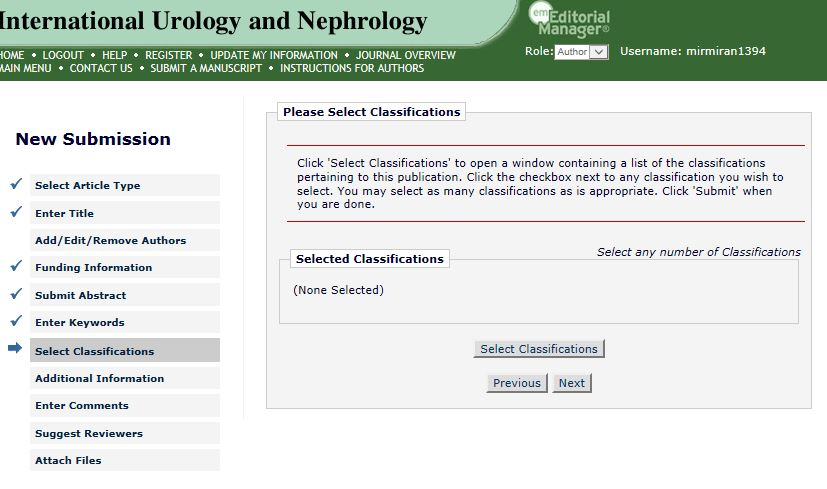 International Urology and Nephrology
em Editorial Manager®
HOME • LOGOUT • HELP • REGISTER • UPDATE MY INFORMATION • JOURNAL OVERVIEW
MAIN MENU • CONTACT US • SUBMIT A MANUSCRIPT • INSTRUCTIONS FOR AUTHORS
Role: Author Username: mirmiran1394
New Submission
Select Article Type
Enter Title
Add/Edit/Remove Authors
Funding Information
Submit Abstract
Enter Keywords
Select Classifications
Additional Information
Enter Comments
Suggest Reviewers
Attach Files
Please Select Classifications
Click 'Select Classifications' to open a window containing a list of the classifications
pertaining to this publication. Click the checkbox next to any classification you wish to
select. You may select as many classifications as is appropriate. Click 'Submit' when
you are done.
Select any number of Classifications
Selected Classifications
(None Selected)
Select Classifications
Previous Next